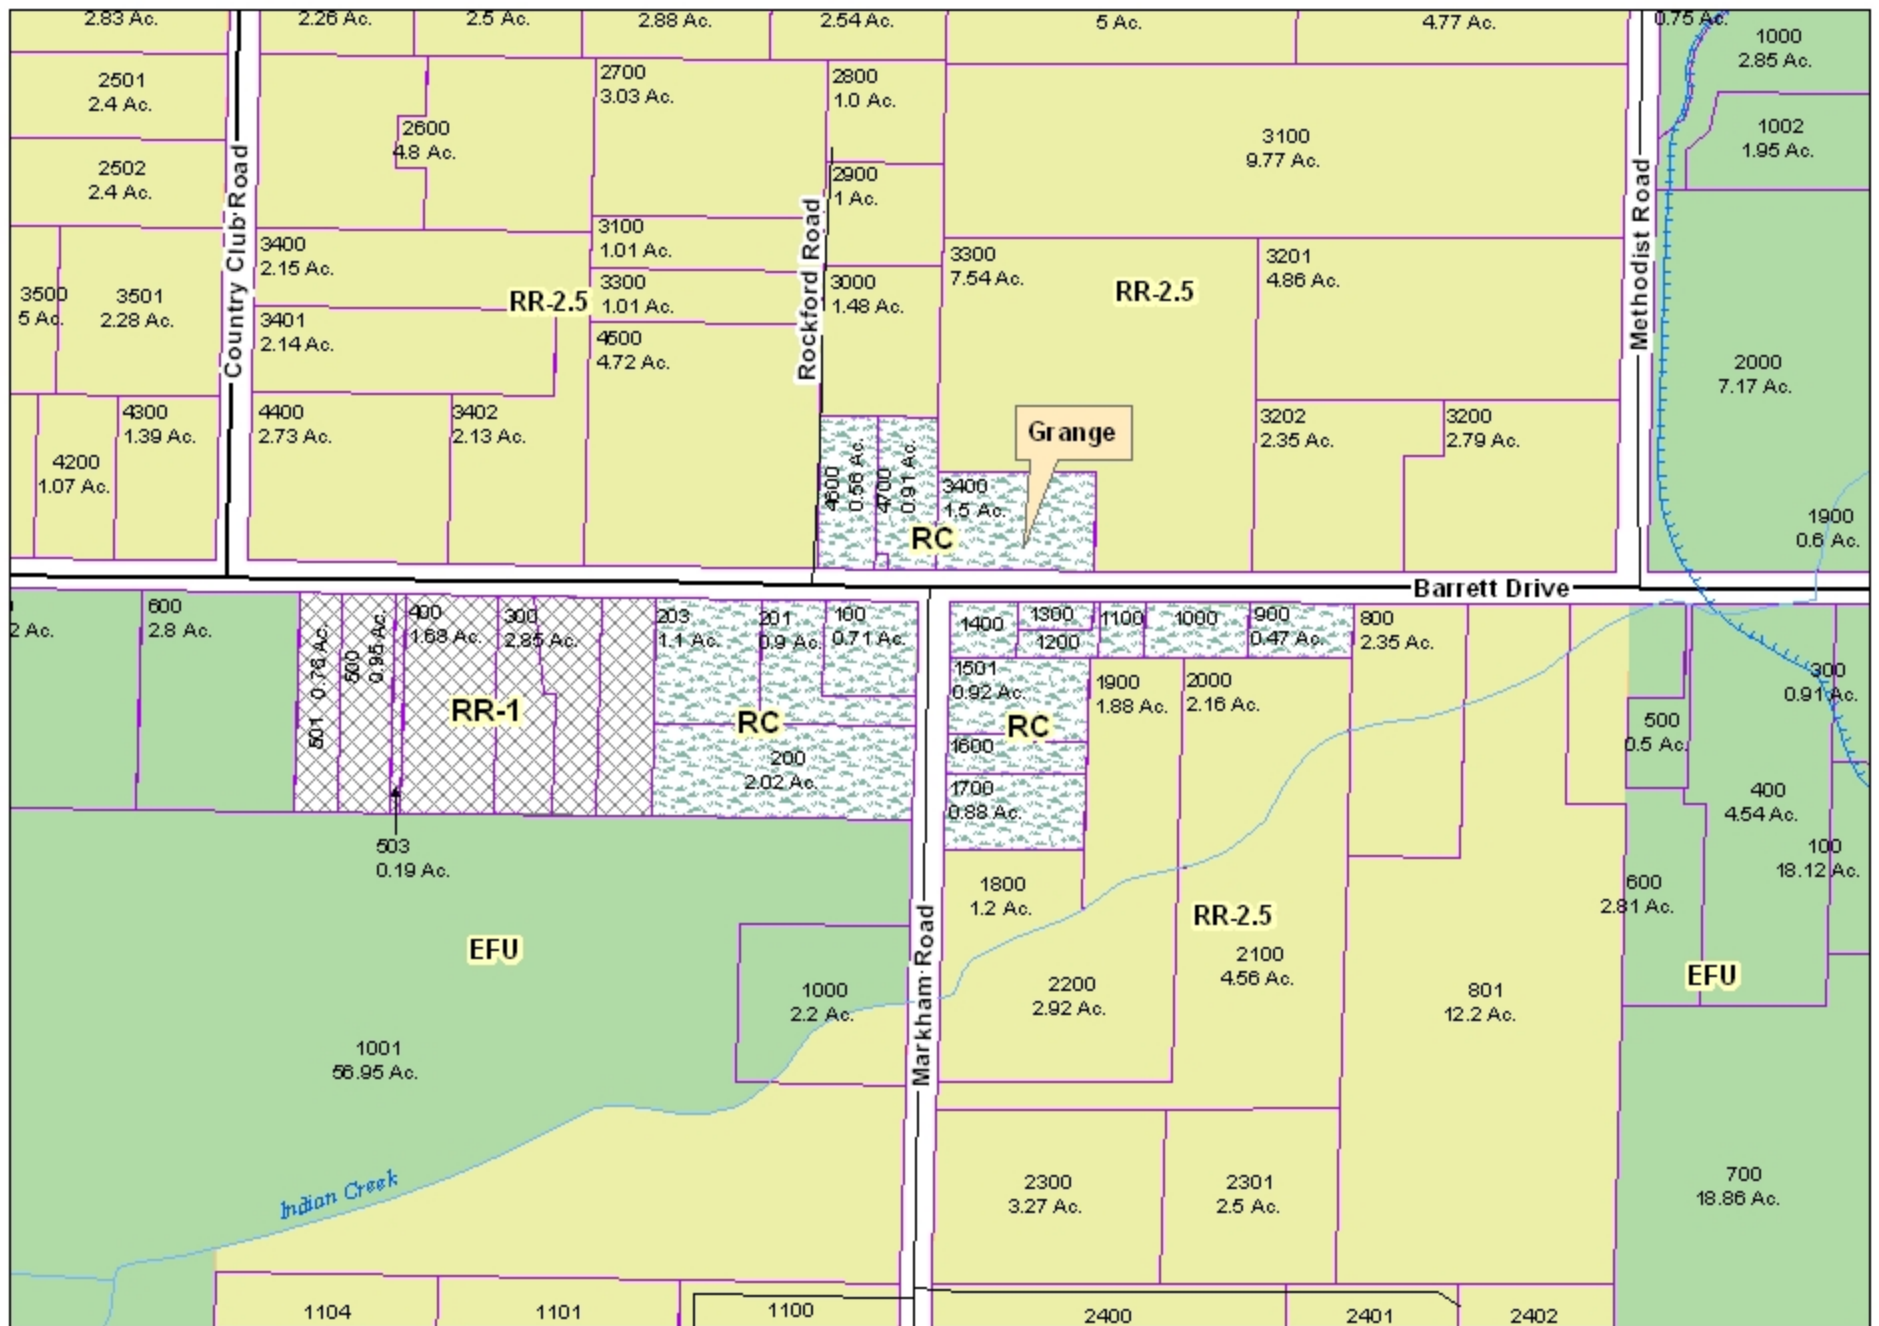 2.83 Ac.
2.26 Ac.
2.5 Ac.
2.88 Ac.
2.54 Ac.
5 Ac.
4.77 Ac.
0.75 Ac.
1000
2.85 Ac.
2501
2.4 Ac.
2600
4.8 Ac.
2700
3.03 Ac.
2800
1.0 Ac.
3100
9.77 Ac.
1002
1.95 Ac.
2502
2.4 Ac.
2900
1 Ac.
Country Club Road
Rockford Road
Methodist Road
3400
2.15 Ac.
3100
1.01 Ac.
3300
7.54 Ac.
3201
4.86 Ac.
3500
5 Ac.
3501
2.28 Ac.
RR-2.5
3300
1.01 Ac.
3000
1.48 Ac.
RR-2.5
3401
2.14 Ac.
4500
4.72 Ac.
2000
7.17 Ac.
4300
1.39 Ac.
4400
2.73 Ac.
3402
2.13 Ac.
Grange
3202
2.35 Ac.
3200
2.79 Ac.
4200
1.07 Ac.
4600
0.56 Ac.
4700
0.91 Ac.
3400
1.5 Ac.
RC
1900
0.6 Ac.
Barrett Drive
2 Ac.
600
2.8 Ac.
501 0.76 Ac.
500
0.95 Ac.
400
1.68 Ac.
300
2.85 Ac.
203
1.1 Ac.
201
0.9 Ac.
100
0.71 Ac.
1400
1300
1200
1100
1000
900
0.47 Ac.
800
2.35 Ac.
RR-1
RC
1501
0.92 Ac.
RC
1900
1.88 Ac.
2000
2.16 Ac.
300
0.91 Ac.
500
0.5 Ac.
200
2.02 Ac.
1600
1700
0.88 Ac.
400
4.54 Ac.
503
0.19 Ac.
100
18.12 Ac.
1800
1.2 Ac.
600
2.81 Ac.
RR-2.5
EFU
Markham Road
2100
4.56 Ac.
EFU
1000
2.2 Ac.
2200
2.92 Ac.
801
12.2 Ac.
1001
56.95 Ac.
Indian Creek
2300
3.27 Ac.
2301
2.5 Ac.
700
18.86 Ac.
1104
1101
1100
2400
2401
2402